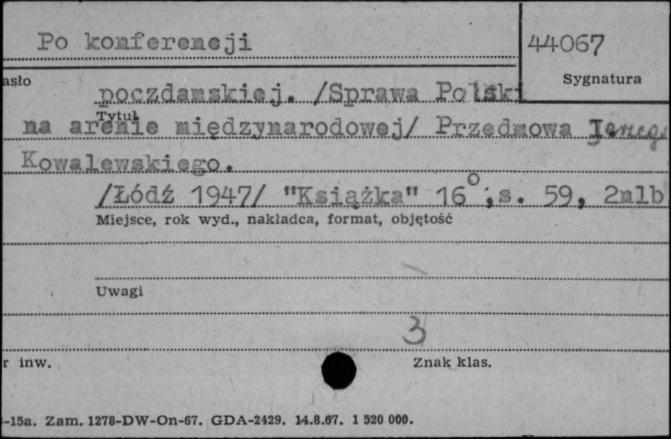 Po konferencji
44067
asło
Sygnatura
poczdamskiej. /Sprawa Polski
Tytuł
na arenie międzynarodowej/ Przedmowa
Kowalewskiego.
/Łódź 1947/ "Książka" 16°;s. 59, 2nlb
Miejsce, rok wyd., nakładca, format, objętość
Uwagi
3
r inw.
Znak klas.
-15a. Zam. 1278-DW-On-67. GDA-2429. 14.8.67. 1 520 000.